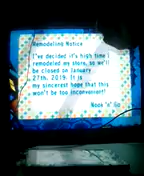 Remodeling Notice
I've decided it's high time I
remodeled my store, so we'll
be closed on January
27th, 2019. It is
my sincerest hope that this
won't be too inconvenient!
Nook 'n' Go